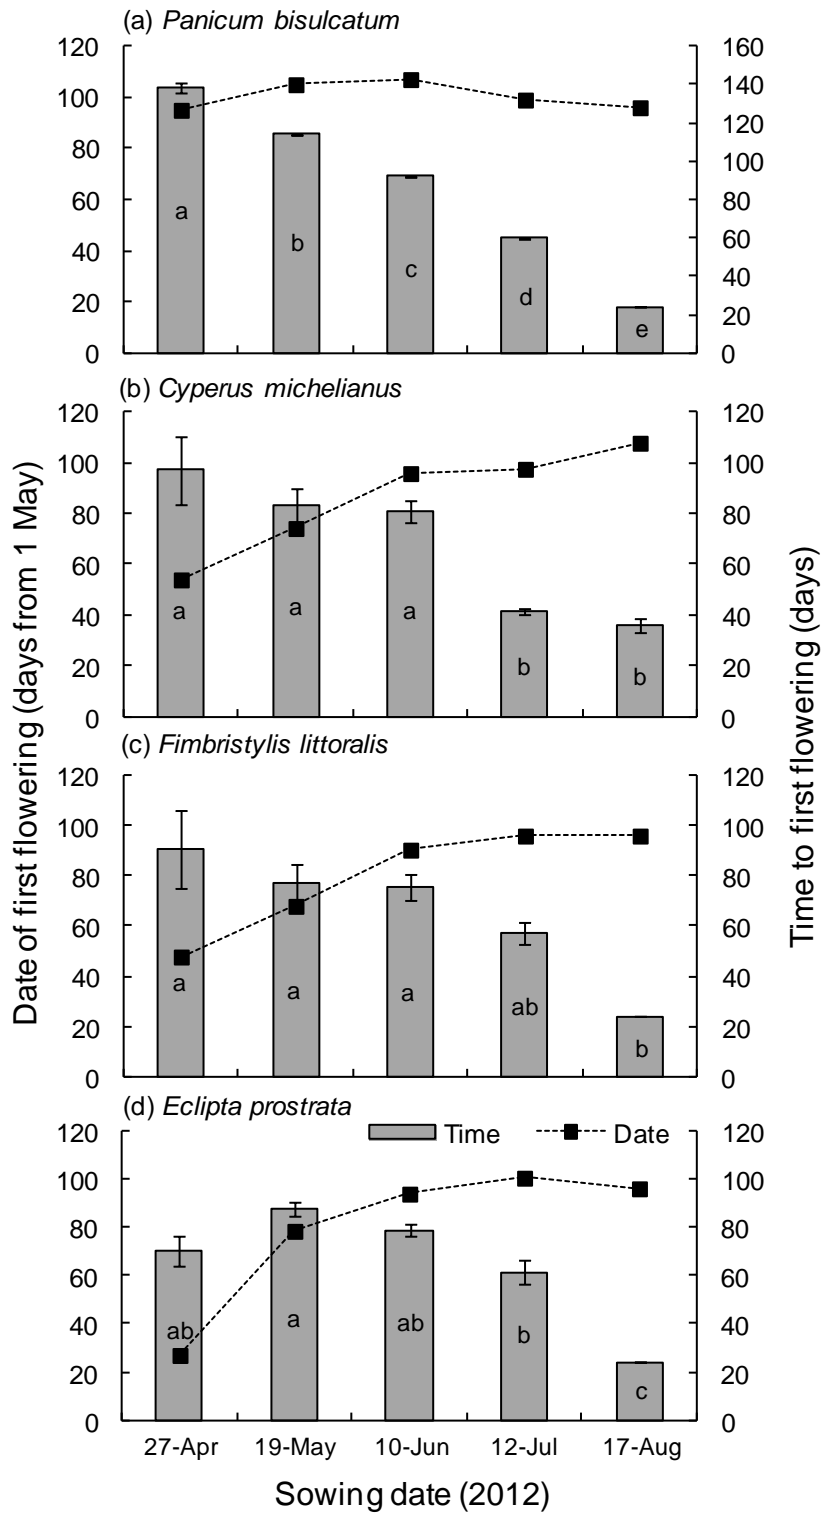 (a) Panicum bisulcatum
120
100
80
60
40
20
0
160
140
120
100
80
60
40
20
0
a
b
c
d
e
(b) Cyperus michelianus
120
100
80
60
40
20
0
120
100
80
60
40
20
0
a
a
a
b
b
Date of first flowering (days from 1 May)
Time to first flowering (days)
(c) Fimbristylis littoralis
120
100
80
60
40
20
0
120
100
80
60
40
20
0
a
a
a
ab
b
(d) Eclipta prostrata
Time
Date
120
100
80
60
40
20
0
120
100
80
60
40
20
0
ab
a
ab
b
c
27-Apr 19-May 10-Jun 12-Jul 17-Aug
Sowing date (2012)